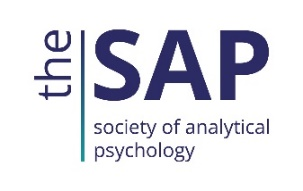 the
SAP
society of analytical
psychology